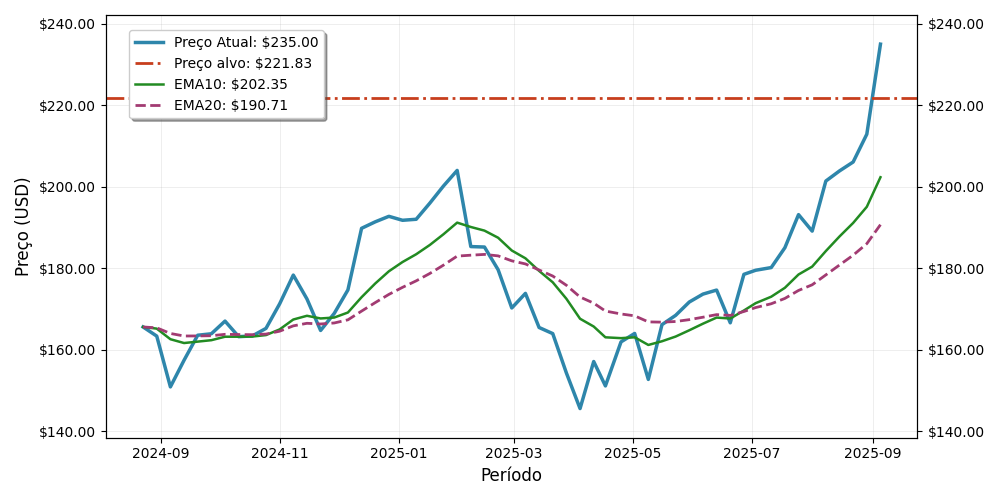 Preço Atual: $235.00
Preço alvo: $221.83
EMA10: $202.35
EMA20: $190.71
Preço (USD)
$240.00
$220.00
$200.00
$180.00
$160.00
$140.00
$240.00
$220.00
$200.00
$180.00
$160.00
$140.00
2024-09 2024-11 2025-01 2025-03 2025-05 2025-07 2025-09
Período